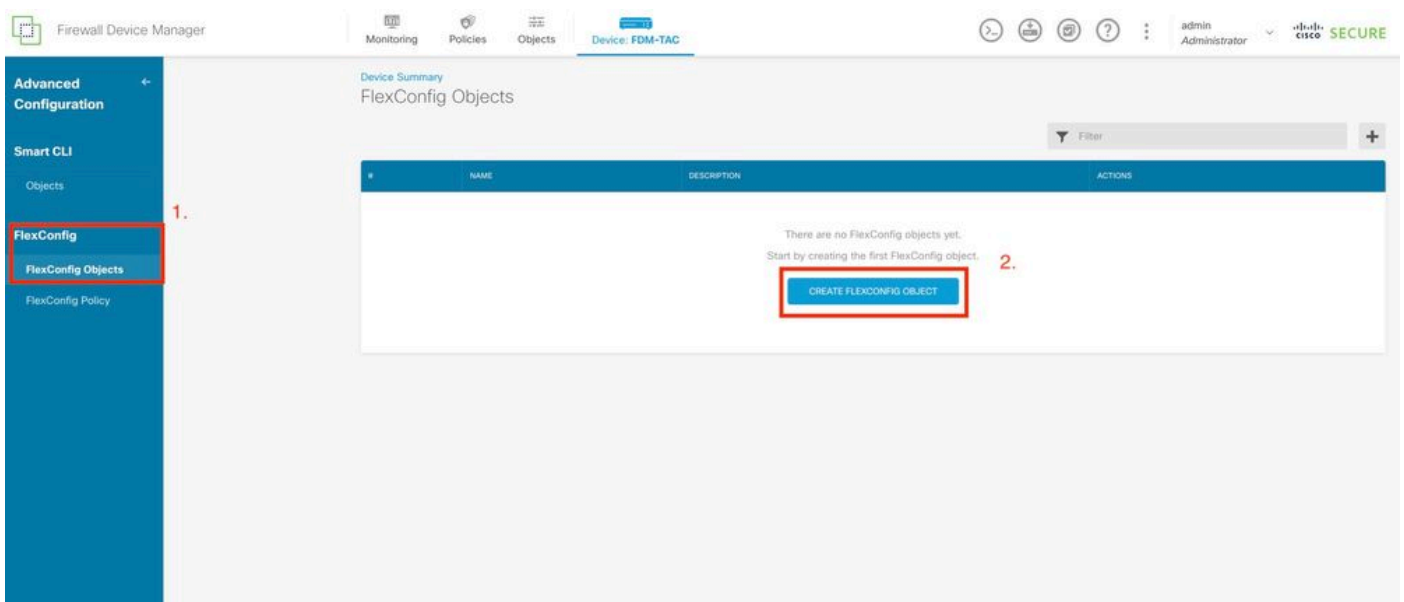 Firewall Device Manager
Monitoring
Policies
Objects
Device: FDM-TAC
admin
Administrator
cisco SECURE
Advanced
Configuration
Smart CLI
Objects
1.
FlexConfig
FlexConfig Objects
FlexConfig Policy
Device Summary
FlexConfig Objects
Filter
# NAME DESCRIPTION ACTIONS
There are no FlexConfig objects yet.
Start by creating the first FlexConfig object.
2.
CREATE FLEXCONFIG OBJECT